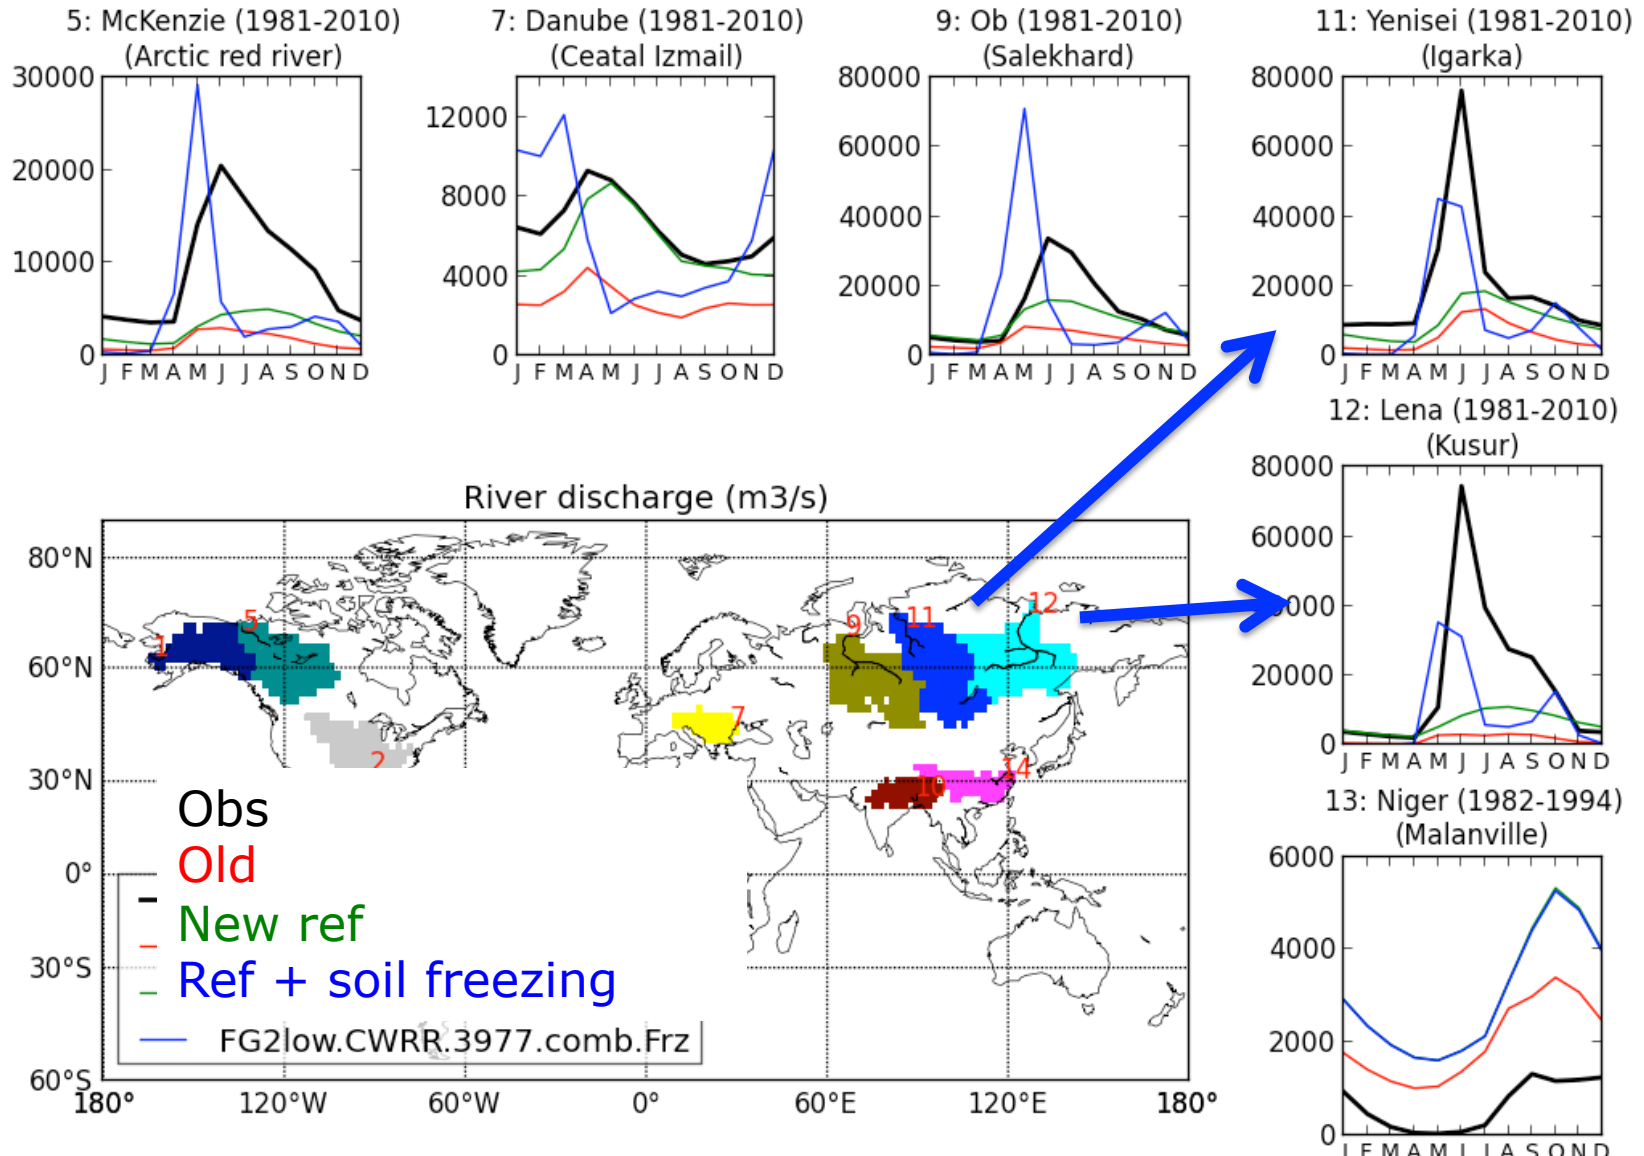 5: McKenzie (1981-2010)
(Arctic red river)
30000
20000
10000
0
J F M A M J J A S O N D
7: Danube (1981-2010)
(Ceatal Izmail)
12000
8000
4000
0
J F M A M J J A S O N D
9: Ob (1981-2010)
(Salekhard)
80000
60000
40000
20000
0
J F M A M J J A S O N D
11: Yenisei (1981-2010)
(Igarka)
80000
60000
40000
20000
0
J F M A M J J A S O N D
12: Lena (1981-2010)
(Kusur)
80000
60000
20000
0
J F M A M J J A S O N D
13: Niger (1982-1994)
(Malanville)
6000
4000
2000
0
J F M A M J J A S O N D
River discharge (m3/s)
80°N
60°N
30°N
0°
30°S
60°S
180°
120°W
60°W
0°
60°E
120°E
180°
1
5
2
7
9
11
12
10
14
Obs
Old
New ref
Ref + soil freezing
FG2low.CWRR.3977.comb.Frz